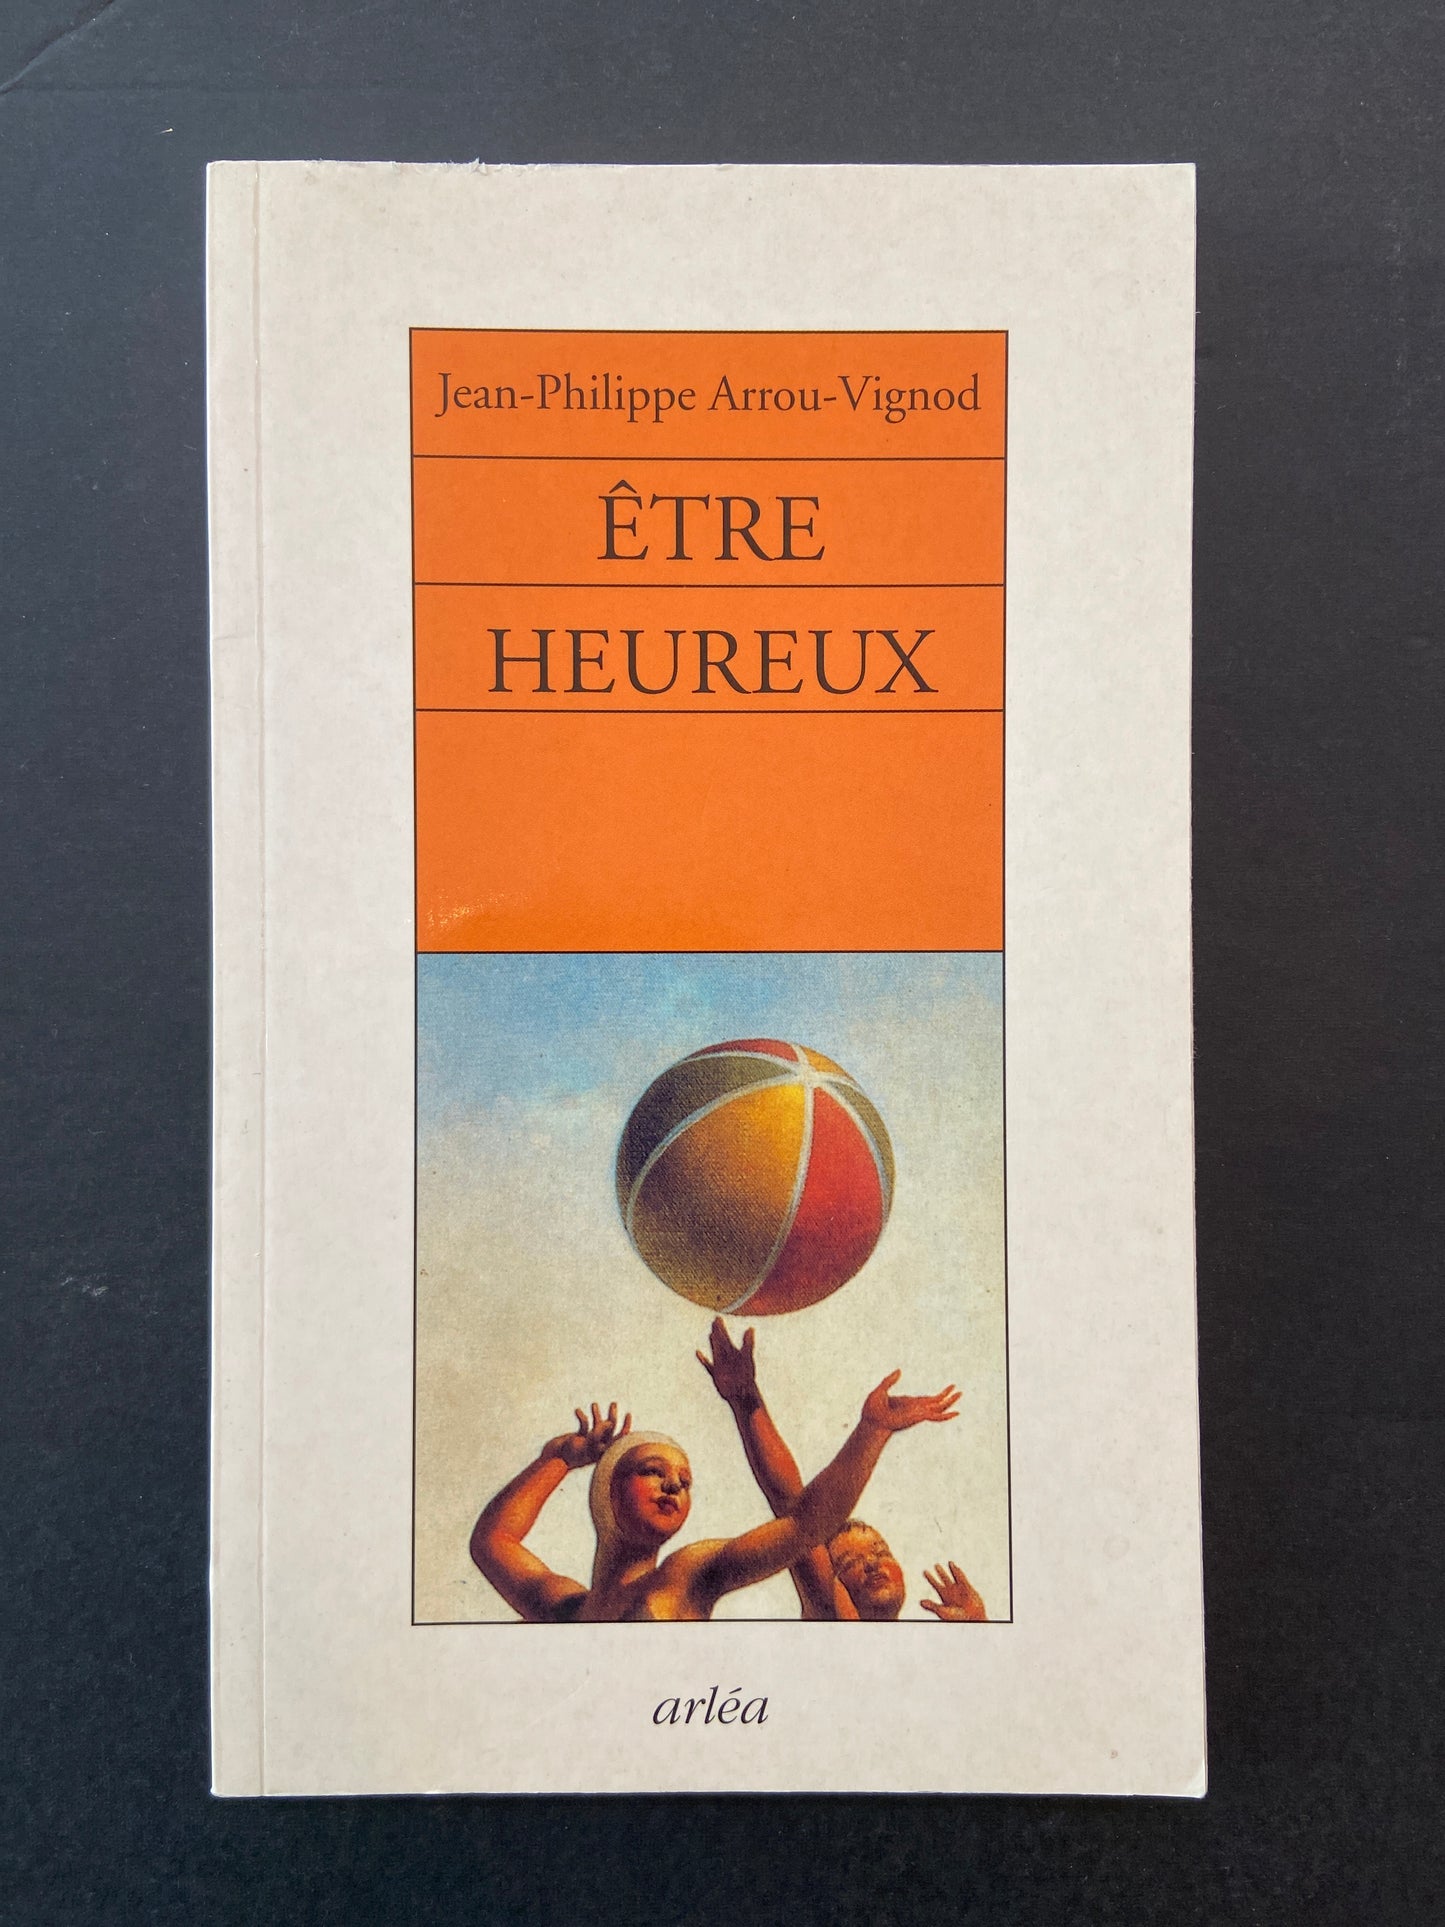 Jean-Philippe Arrou-Vignod
ÊTRE
HEUREUX
arléa